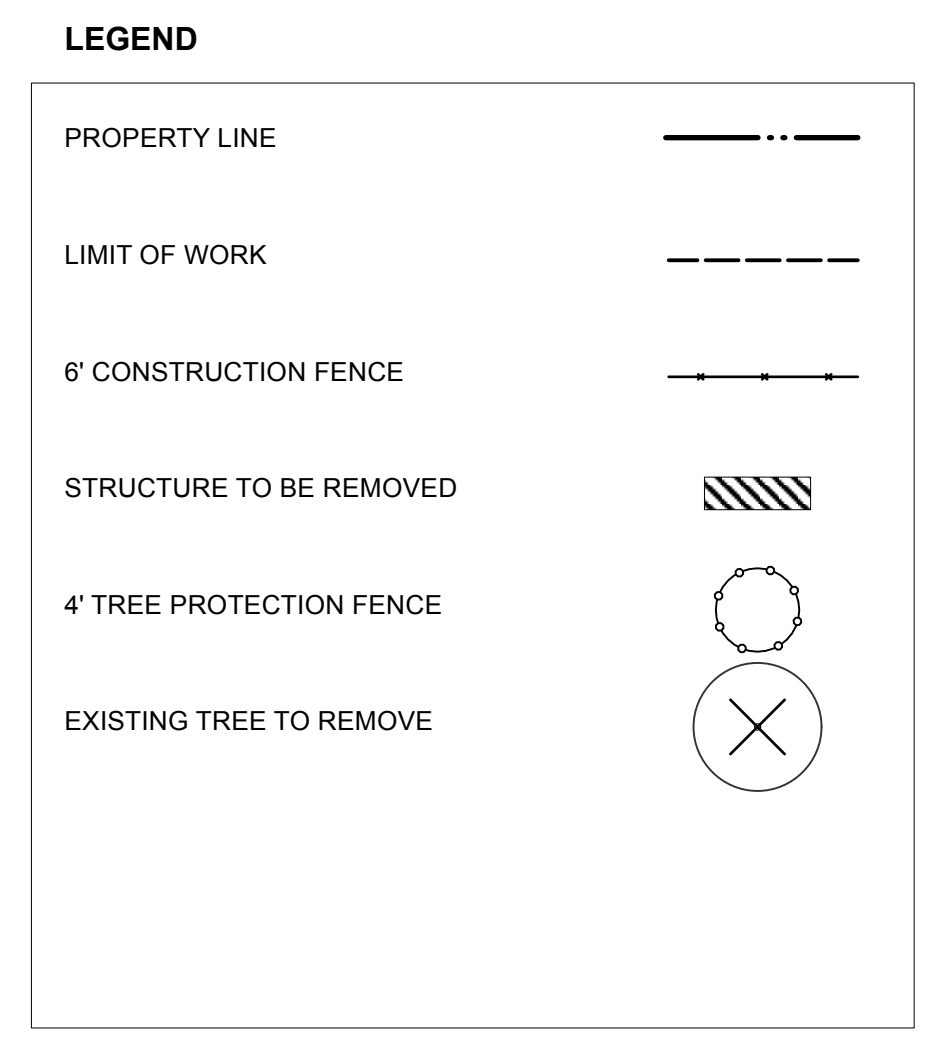 LEGEND
PROPERTY LINE
LIMIT OF WORK
6' CONSTRUCTION FENCE
STRUCTURE TO BE REMOVED
4' TREE PROTECTION FENCE
EXISTING TREE TO REMOVE